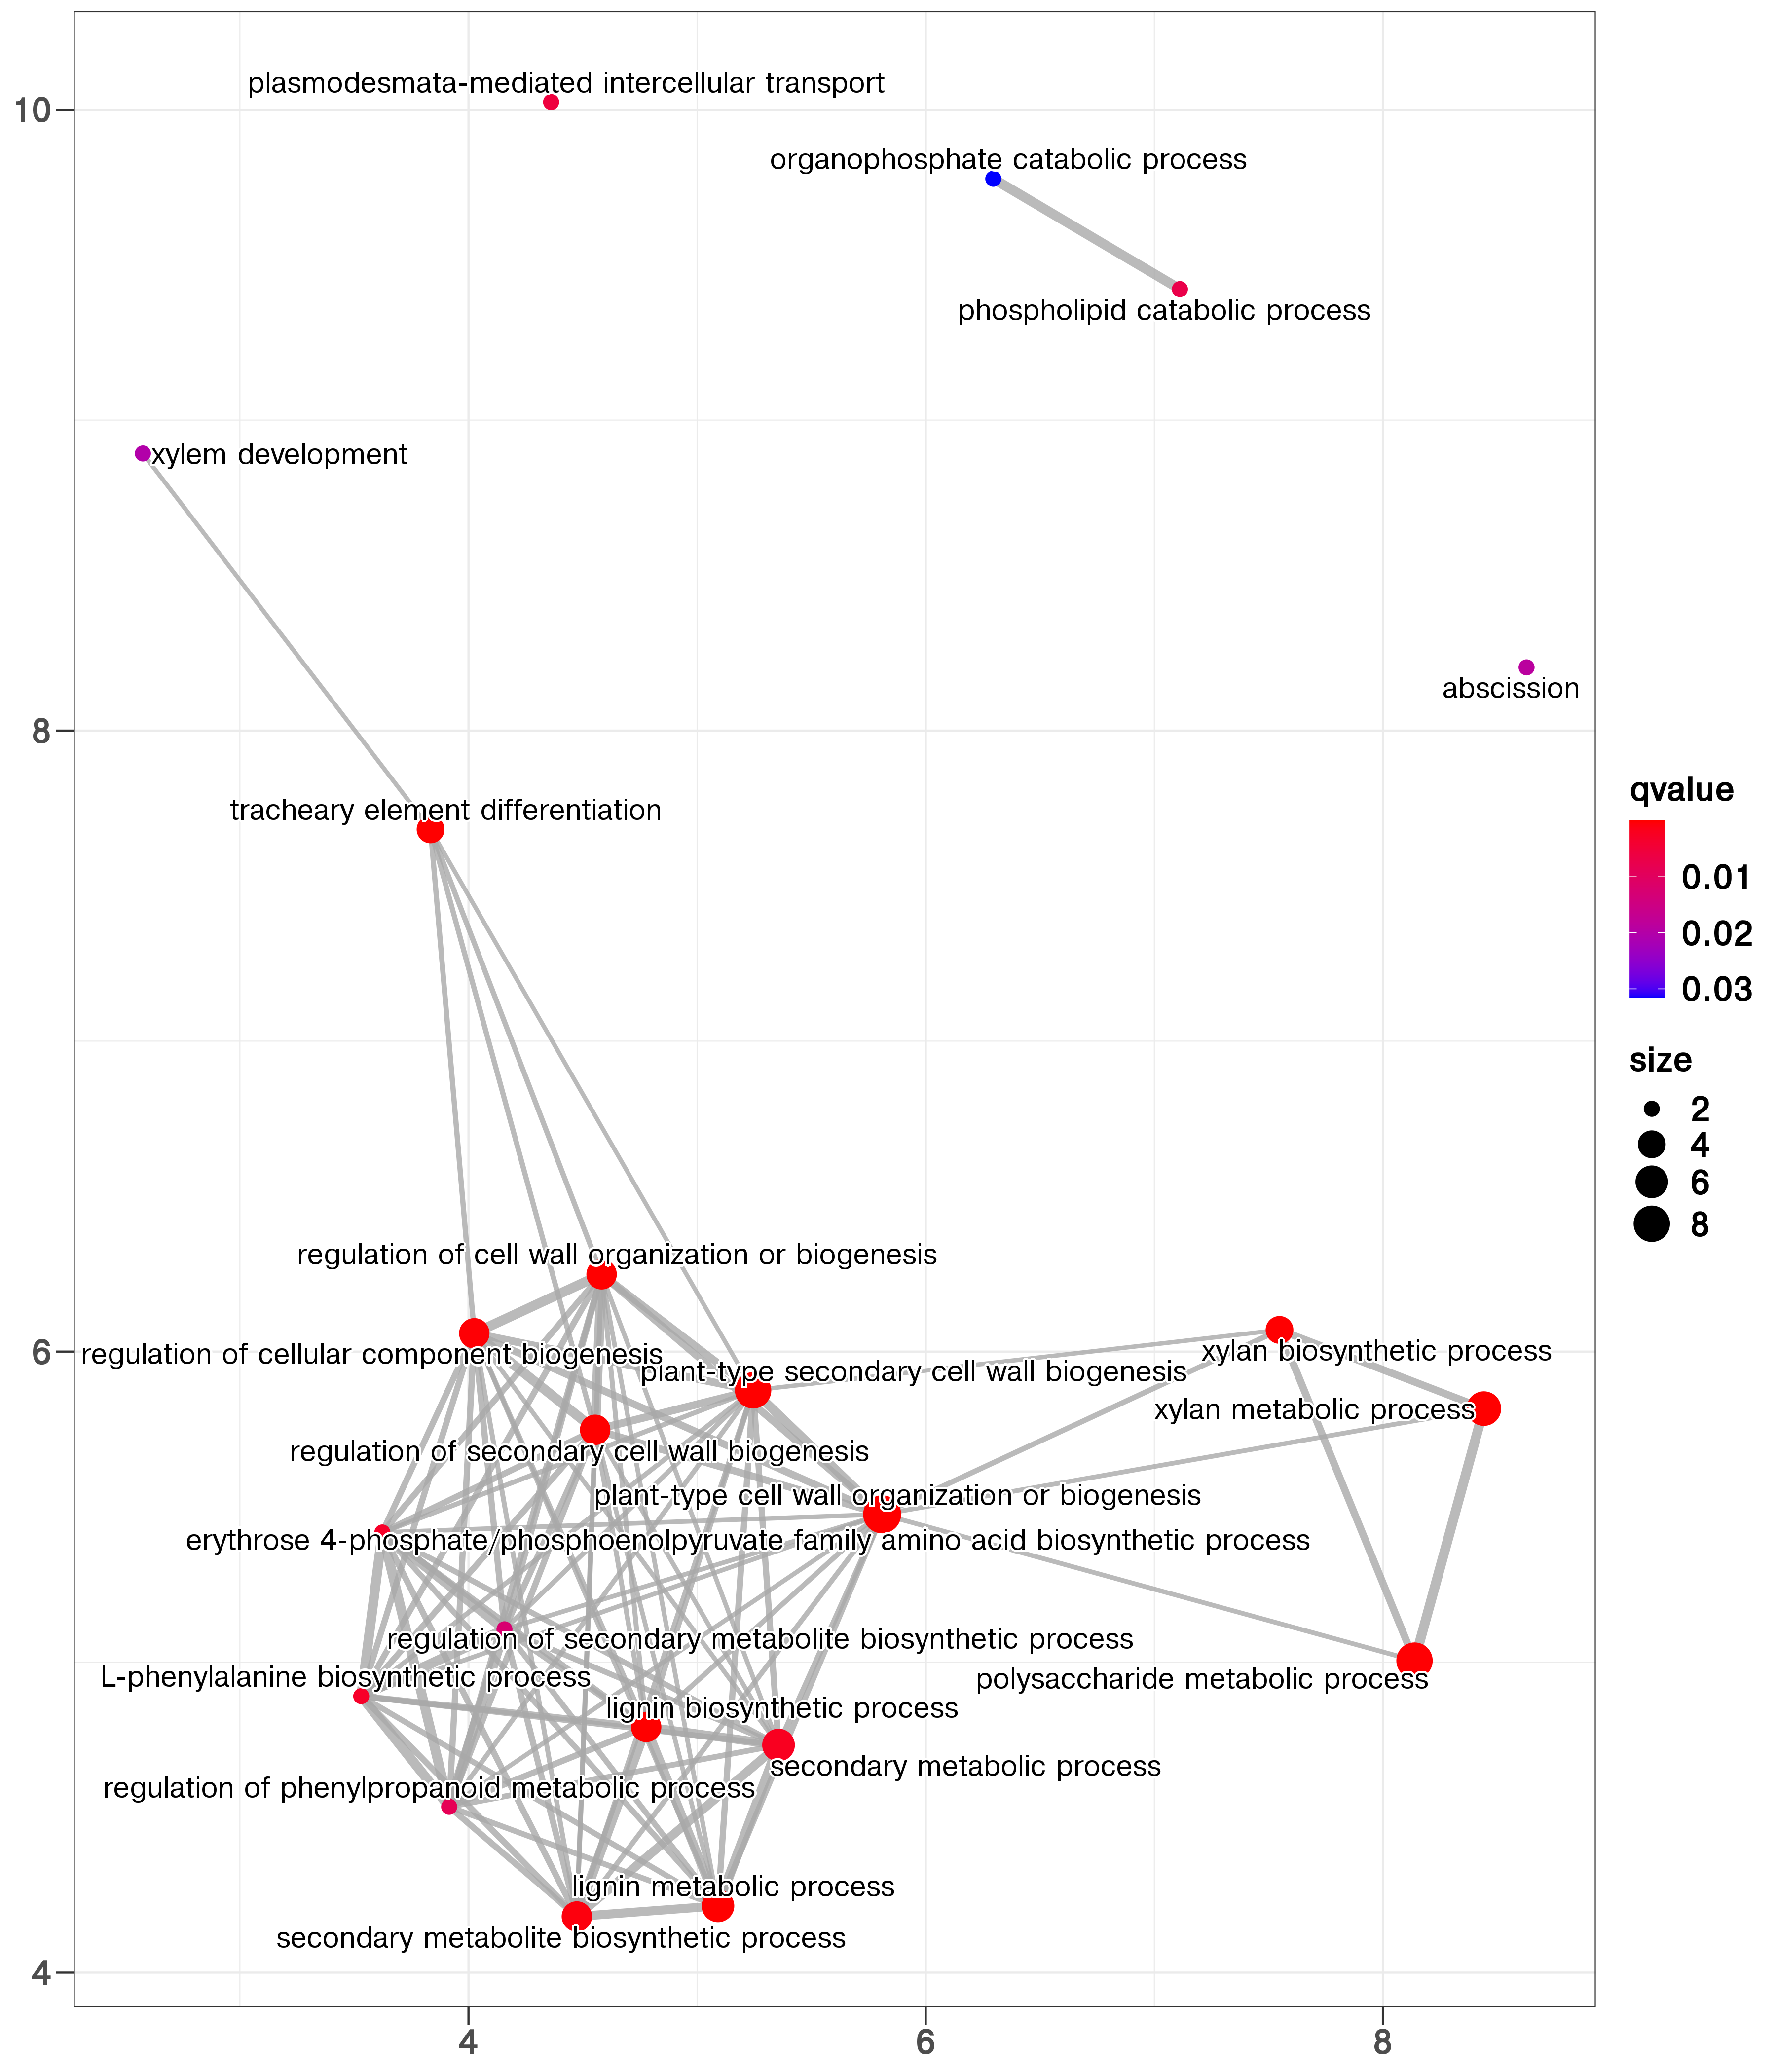 plasmodesmata-mediated intercellular transport
10
organophosphate catabolic process
phospholipid catabolic process
xylem development
abscission
8
tracheary element differentiation
regulation of cell wall organization or biogenesis
6
regulation of cellular component biogenesis
xylan biosynthetic process
plant-type secondary cell wall biogenesis
xylan metabolic process
regulation of secondary cell wall biogenesis
plant-type cell wall organization or biogenesis
erythrose 4-phosphate/phosphoenolpyruvate family amino acid biosynthetic process
regulation of secondary metabolite biosynthetic process
L-phenylalanine biosynthetic process
polysaccharide metabolic process
lignin biosynthetic process
secondary metabolic process
regulation of phenylpropanoid metabolic process
lignin metabolic process
secondary metabolite biosynthetic process
4
4
6
8
qvalue
0.01
0.02
0.03
size
2
4
6
8